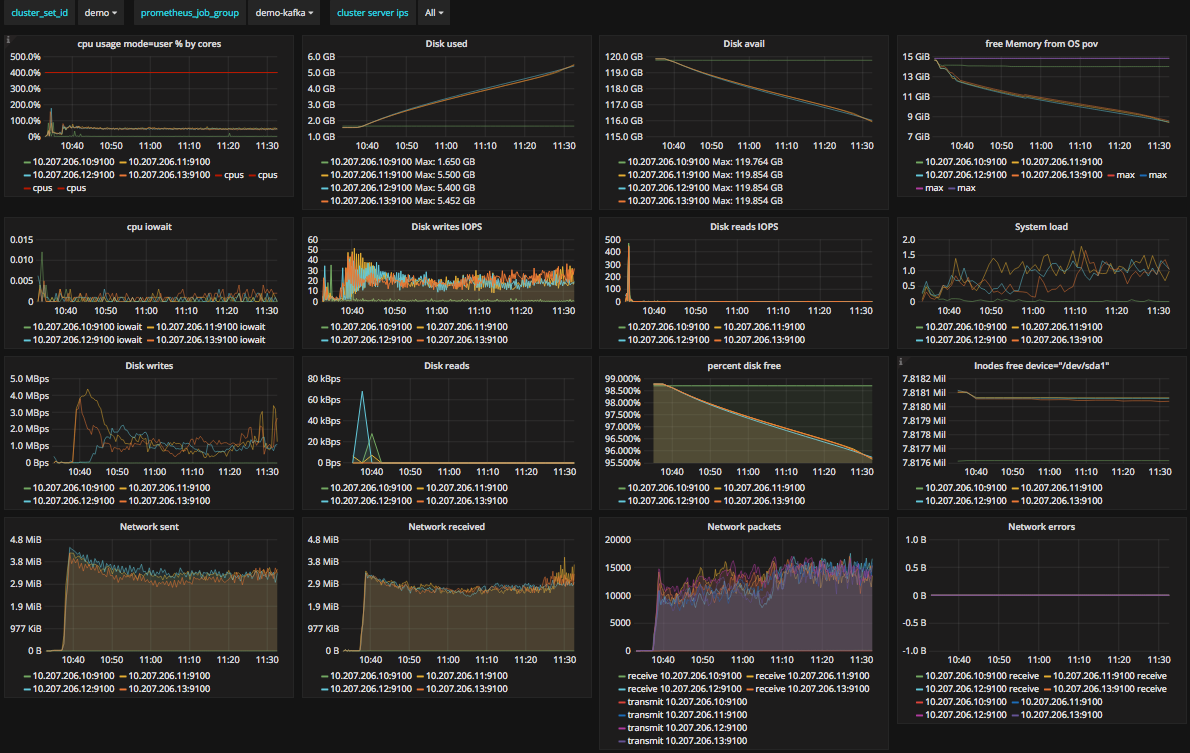 cluster_set_id demo prometheus_job_group demo-kafka cluster server ips All
cpu usage mode=user % by cores
500.0%
400.0%
300.0%
200.0%
100.0%
0%
10:40 10:50 11:00 11:10 11:20 11:30
10.207.206.10:9100 10.207.206.11:9100
10.207.206.12:9100 10.207.206.13:9100 cpus cpus
cpus cpus
Disk used
6.0 GB
5.0 GB
4.0 GB
3.0 GB
2.0 GB
1.0 GB
10:40 10:50 11:00 11:10 11:20 11:30
10.207.206.10:9100 Max: 1.650 GB
10.207.206.11:9100 Max: 5.500 GB
10.207.206.12:9100 Max: 5.400 GB
10.207.206.13:9100 Max: 5.452 GB
Disk avail
120.0 GB
119.0 GB
118.0 GB
117.0 GB
116.0 GB
115.0 GB
10:40 10:50 11:00 11:10 11:20 11:30
10.207.206.10:9100 Max: 119.764 GB
10.207.206.11:9100 Max: 119.854 GB
10.207.206.12:9100 Max: 119.854 GB
10.207.206.13:9100 Max: 119.854 GB
free Memory from OS pov
15 GiB
13 GiB
11 GiB
9 GiB
7 GiB
10:40 10:50 11:00 11:10 11:20 11:30
10.207.206.10:9100 10.207.206.11:9100
10.207.206.12:9100 10.207.206.13:9100 max max
max max
cpu iowait
0.015
0.010
0.005
0
10:40 10:50 11:00 11:10 11:20 11:30
10.207.206.10:9100 iowait 10.207.206.11:9100 iowait
10.207.206.12:9100 iowait 10.207.206.13:9100 iowait
Disk writes IOPS
60
50
40
30
20
10
0
10:40 10:50 11:00 11:10 11:20 11:30
10.207.206.10:9100 10.207.206.11:9100
10.207.206.12:9100 10.207.206.13:9100
Disk reads IOPS
500
400
300
200
100
0
10:40 10:50 11:00 11:10 11:20 11:30
10.207.206.10:9100 10.207.206.11:9100
10.207.206.12:9100 10.207.206.13:9100
System load
2.0
1.5
1.0
0.5
0
10:40 10:50 11:00 11:10 11:20 11:30
10.207.206.10:9100 10.207.206.11:9100
10.207.206.12:9100 10.207.206.13:9100
Disk writes
5.0 MBps
4.0 MBps
3.0 MBps
2.0 MBps
1.0 MBps
0 Bps
10:40 10:50 11:00 11:10 11:20 11:30
10.207.206.10:9100 10.207.206.11:9100
10.207.206.12:9100 10.207.206.13:9100
Disk reads
80 kBps
60 kBps
40 kBps
20 kBps
0 Bps
10:40 10:50 11:00 11:10 11:20 11:30
10.207.206.10:9100 10.207.206.11:9100
10.207.206.12:9100 10.207.206.13:9100
percent disk free
99.000%
98.500%
98.000%
97.500%
97.000%
96.500%
96.000%
95.500%
10:40 10:50 11:00 11:10 11:20 11:30
10.207.206.10:9100 10.207.206.11:9100
10.207.206.12:9100 10.207.206.13:9100
Inodes free device="/dev/sda1"
7.8182 Mil
7.8181 Mil
7.8180 Mil
7.8179 Mil
7.8178 Mil
7.8177 Mil
7.8176 Mil
10:40 10:50 11:00 11:10 11:20 11:30
10.207.206.10:9100 10.207.206.11:9100
10.207.206.12:9100 10.207.206.13:9100
Network sent
4.8 MiB
3.8 MiB
2.9 MiB
1.9 MiB
977 KiB
0 B
10:40 10:50 11:00 11:10 11:20 11:30
10.207.206.10:9100 10.207.206.11:9100
10.207.206.12:9100 10.207.206.13:9100
Network received
4.8 MiB
3.8 MiB
2.9 MiB
1.9 MiB
977 KiB
0 B
10:40 10:50 11:00 11:10 11:20 11:30
10.207.206.10:9100 10.207.206.11:9100
10.207.206.12:9100 10.207.206.13:9100
Network packets
20000
15000
10000
5000
0
10:40 10:50 11:00 11:10 11:20 11:30
receive 10.207.206.10:9100 receive 10.207.206.11:9100
receive 10.207.206.12:9100 receive 10.207.206.13:9100
transmit 10.207.206.10:9100
transmit 10.207.206.11:9100
transmit 10.207.206.12:9100
transmit 10.207.206.13:9100
Network errors
1.0 B
0.5 B
0 B
-0.5 B
-1.0 B
10:40 10:50 11:00 11:10 11:20 11:30
10.207.206.10:9100 receive 10.207.206.11:9100 receive
10.207.206.12:9100 receive 10.207.206.13:9100 receive
10.207.206.10:9100 10.207.206.11:9100
10.207.206.12:9100 10.207.206.13:9100